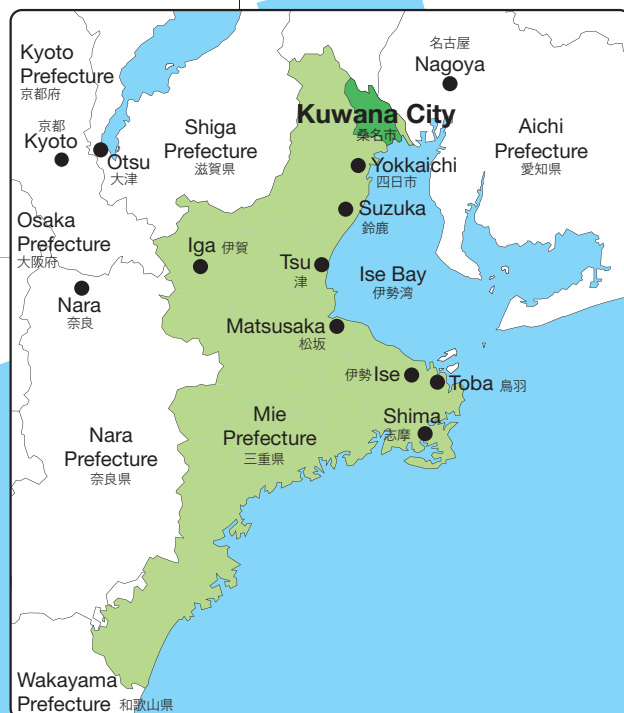 Kyoto
Prefecture
京都府
名古屋
Nagoya
Kuwana City
桑名市
京都
Kyoto
Otsu
大津
Shiga
Prefecture
滋賀県
Aichi
Prefecture
愛知県
Yokkaichi
四日市
Suzuka
鈴鹿
Osaka
Prefecture
大阪府
Iga 伊賀
Tsu
津
Ise Bay
伊勢湾
Nara
奈良
Matsusaka
松坂
伊勢 Ise
Toba 鳥羽
Shima
志摩
Mie
Prefecture
三重県
Nara
Prefecture
奈良県
Wakayama
Prefecture 和歌山県